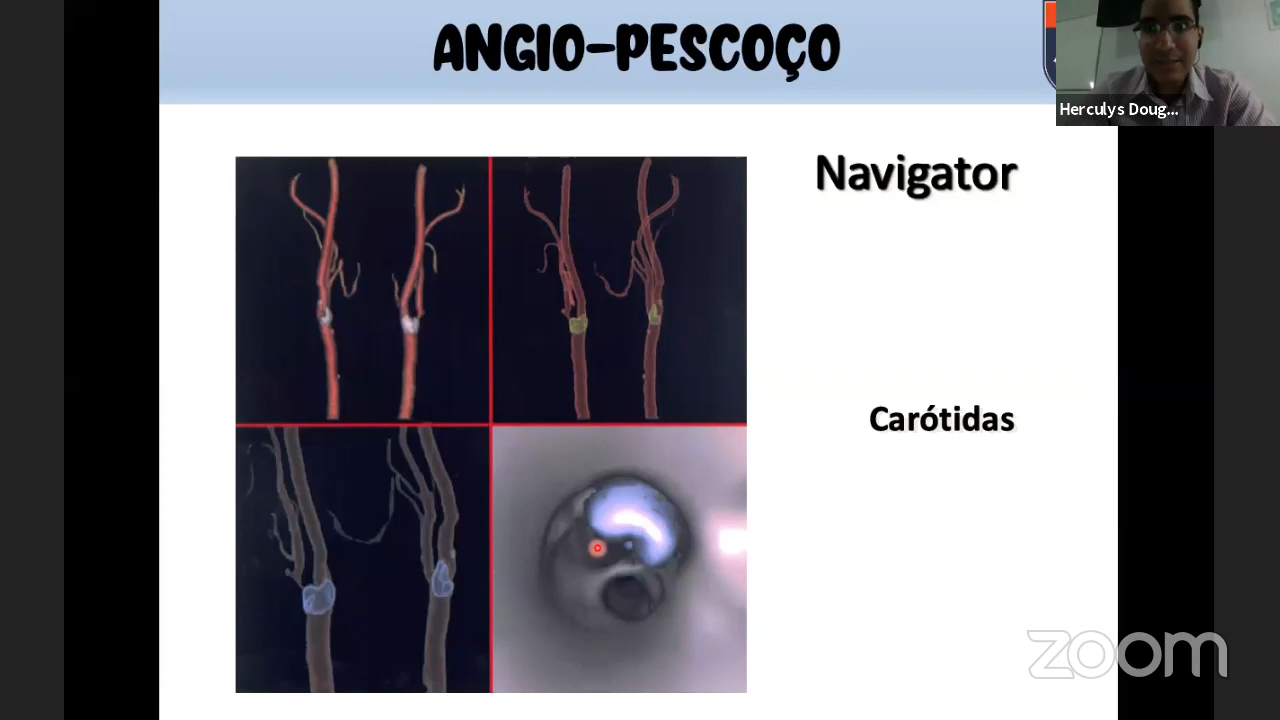 ANGIO-PESCOÇO
Herculys Doug...
Navigator
Carótidas
zoom